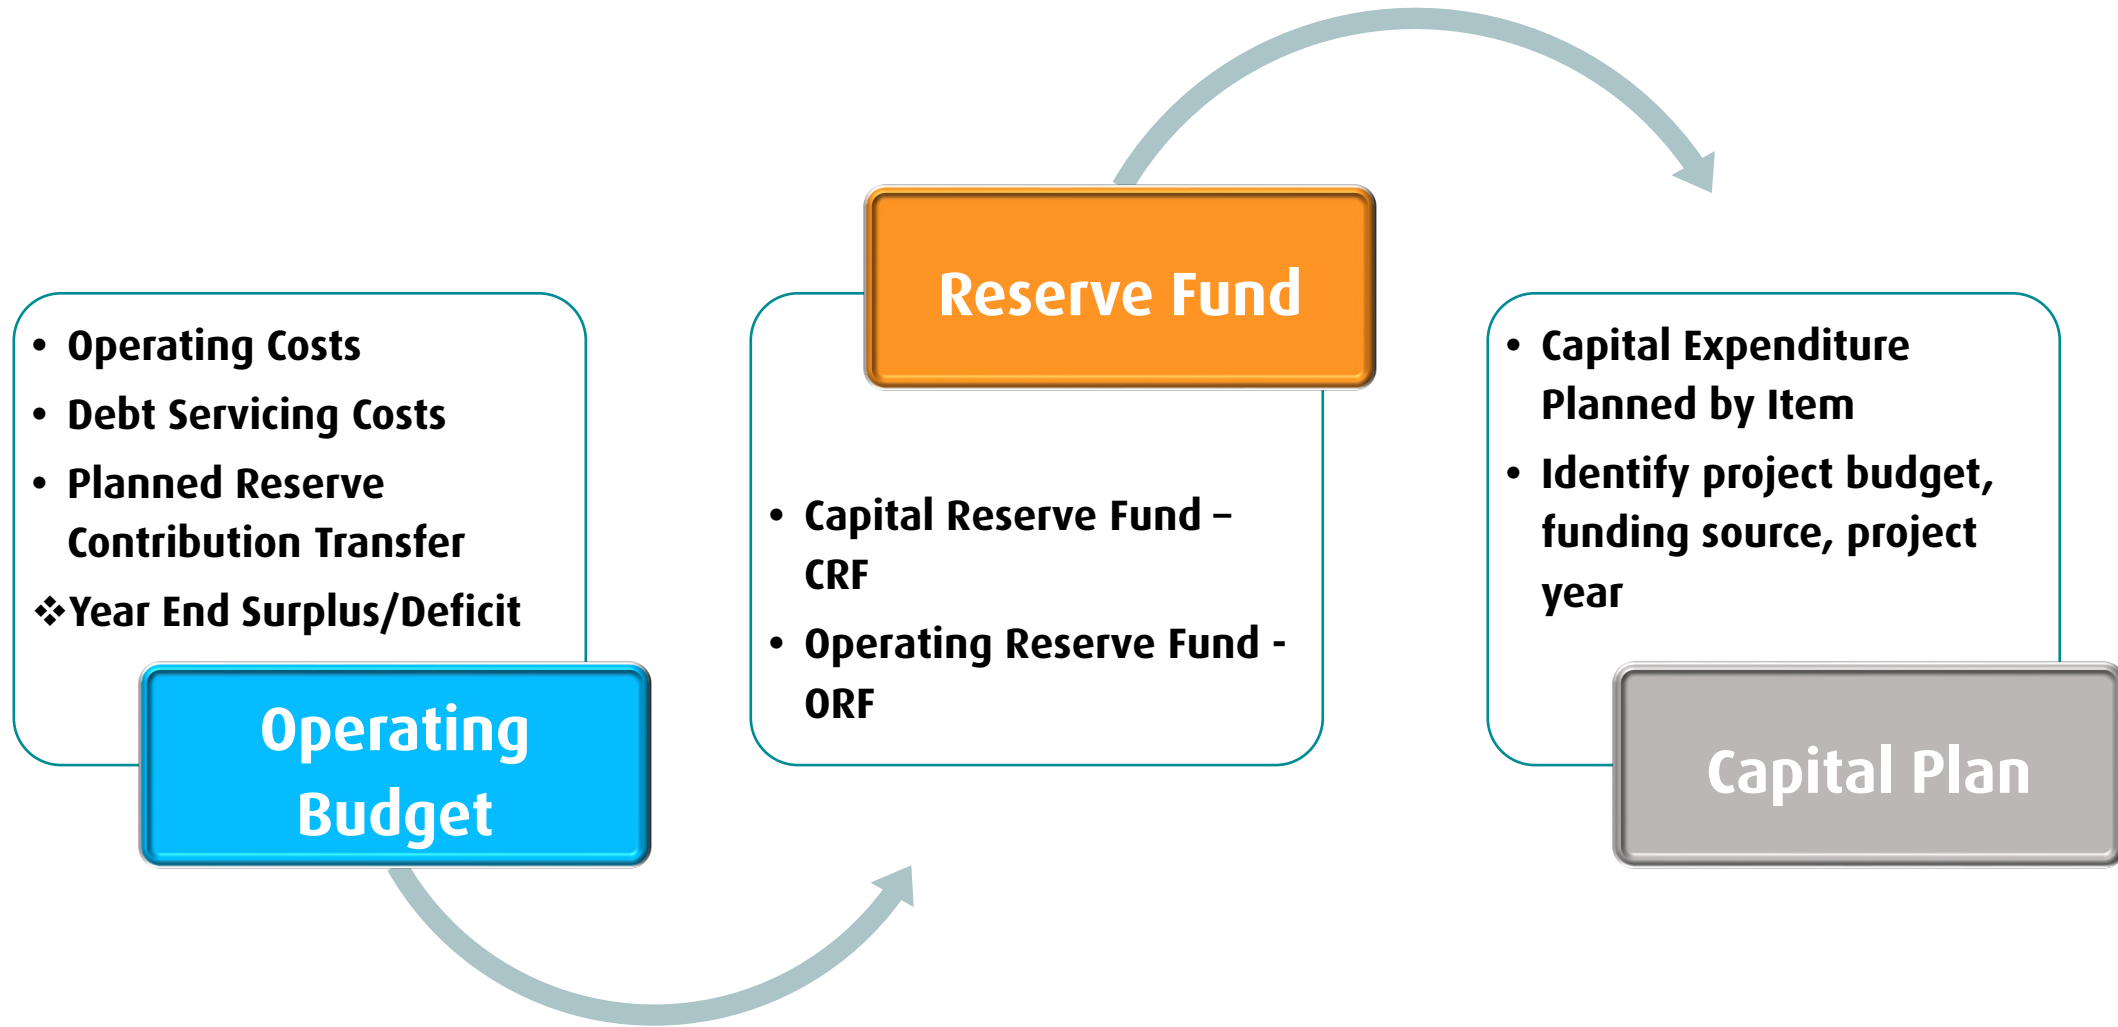 • Operating Costs
• Debt Servicing Costs
• Planned Reserve
Contribution Transfer
❖Year End Surplus/Deficit
Operating
Budget
Reserve Fund
• Capital Reserve Fund –
CRF
• Operating Reserve Fund -
ORF
• Capital Expenditure
Planned by Item
• Identify project budget,
funding source, project
year
Capital Plan